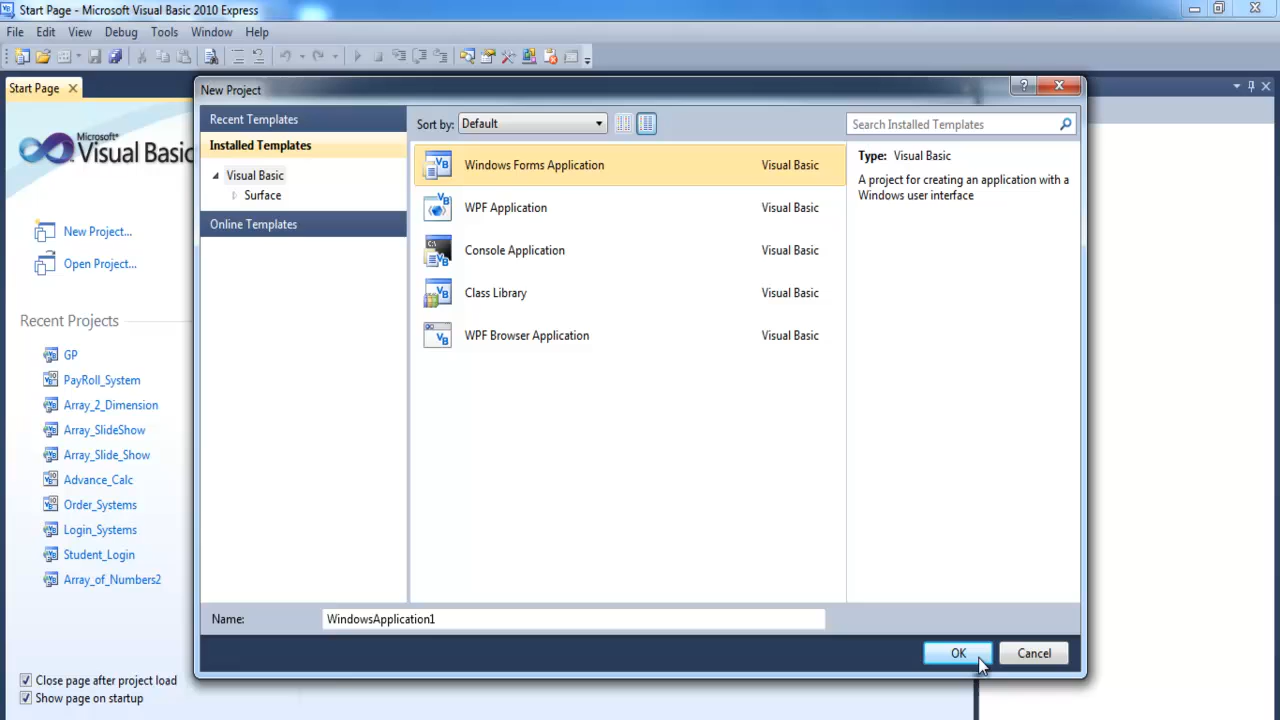 Start Page - Microsoft Visual Basic 2010 Express
File Edit View Debug Tools Window Help
Start Page
Microsoft®
Visual Basic
New Project...
Open Project...
Recent Projects
GP
PayRoll_System
Array_2_Dimension
Array_SlideShow
Array_Slide_Show
Advance_Calc
Order_Systems
Login_Systems
Student_Login
Array_of_Numbers2
Close page after project load
Show page on startup
New Project
Recent Templates
Installed Templates
Visual Basic
Surface
Online Templates
Sort by: Default
Search Installed Templates
Windows Forms Application Visual Basic
WPF Application Visual Basic
Console Application Visual Basic
Class Library Visual Basic
WPF Browser Application Visual Basic
Type: Visual Basic
A project for creating an application with a
Windows user interface
Name: WindowsApplication1
OK Cancel